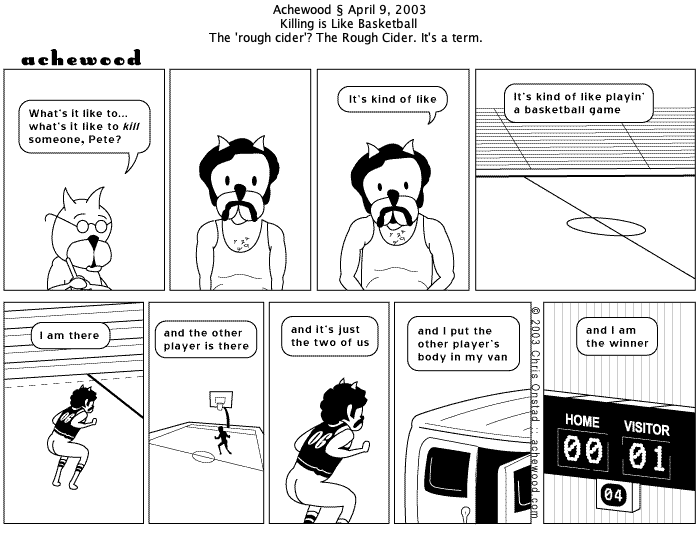 Achewood § April 9, 2003
Killing is Like Basketball
The 'rough cider'? The Rough Cider. It's a term.
achewood
What's it like to...
what's it like to kill
someone, Pete?
It's kind of like
It's kind of like playin'
a basketball game
I am there
06
and the other
player is there
and it's just
the two of us
06
and I put the
other player's
body in my van
© 2003 Chris Onstad :: achewood.com
and I am
the winner
HOME VISITOR
00 01
04